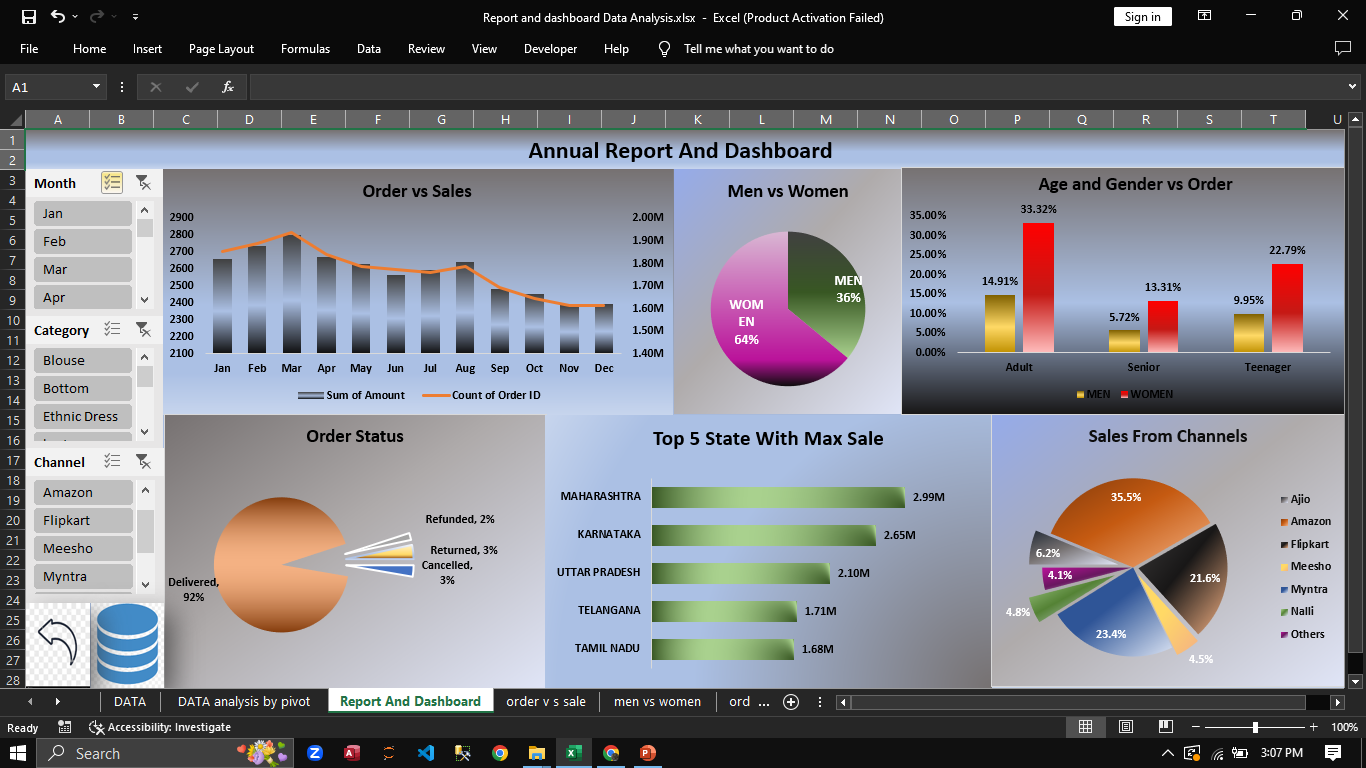 Report and dashboard Data Analysis.xlsx - Excel (Product Activation Failed)
Sign in
File Home Insert Page Layout Formulas Data Review View Developer Help Tell me what you want to do
A1 fx
A B C D E F G H I J K L M N O P Q R S T U
1
2
3
4
5
6
7
8
9
10
11
12
13
14
15
16
17
18
19
20
21
22
23
24
25
26
27
28
Annual Report And Dashboard
Month
Jan
Feb
Mar
Apr
Category
Blouse
Bottom
Ethnic Dress
Channel
Amazon
Flipkart
Meesho
Myntra
Order vs Sales
2900 2.00M
2800 1.90M
2700
2600 1.80M
2500 1.70M
2400 1.60M
2300
2200 1.50M
2100 1.40M
Jan Feb Mar Apr May Jun Jul Aug Sep Oct Nov Dec
Sum of Amount Count of Order ID
Men vs Women
MEN
36%
WOM
EN
64%
Age and Gender vs Order
35.00%
30.00%
25.00%
20.00%
15.00%
10.00%
5.00%
0.00%
14.91% 33.32%
5.72% 13.31%
9.95% 22.79%
Adult Senior Teenager
MEN WOMEN
Order Status
Refunded, 2%
Returned, 3%
Cancelled,
3%
Delivered,
92%
Top 5 State With Max Sale
MAHARASHTRA 2.99M
KARNATAKA 2.65M
UTTAR PRADESH 2.10M
TELANGANA 1.71M
TAMIL NADU 1.68M
Sales From Channels
35.5%
6.2%
4.1%
4.8%
23.4%
4.5%
21.6%
Ajio
Amazon
Flipkart
Meesho
Myntra
Nalli
Others
DATA DATA analysis by pivot Report And Dashboard order v s sale men vs women ord ...
Ready Accessibility: Investigate 100%
Search 3:07 PM